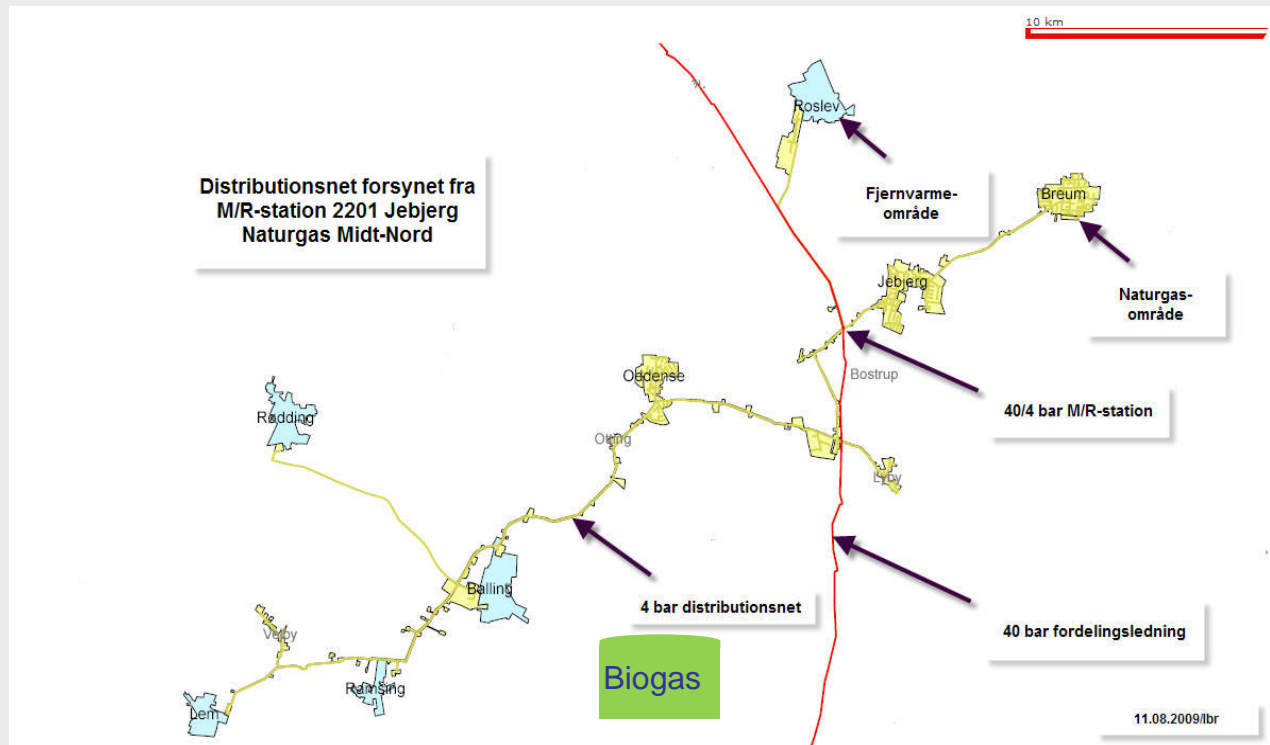 10 km
Roslev
Distributionsnet forsynet fra
M/R-station 2201 Jebjerg
Naturgas Midt-Nord
Fjernvarme-
område
Breum
Jebjerg
Naturgas-
område
Bostrup
Oddense
40/4 bar M/R-station
Rødding
Otting
Lyby
Balling
4 bar distributionsnet
40 bar fordelingsledning
Vejby
Biogas
Ramsing
Lem
11.08.2009/lbr